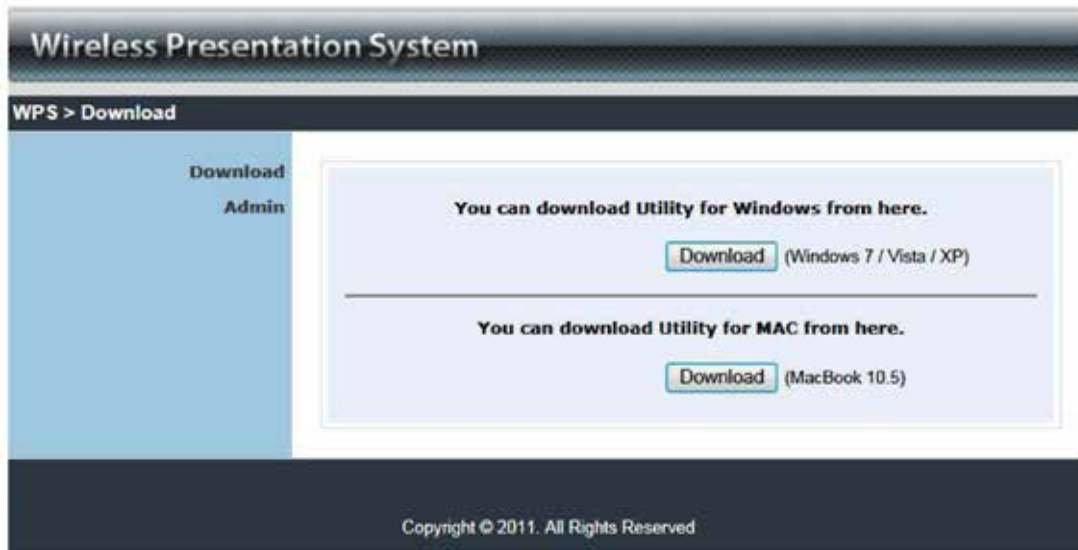 Wireless Presentation System
WPS > Download
Download
Admin
You can download Utility for Windows from here.
Download (Windows 7 / Vista / XP)
You can download Utility for MAC from here.
Download (MacBook 10.5)
Copyright © 2011. All Rights Reserved